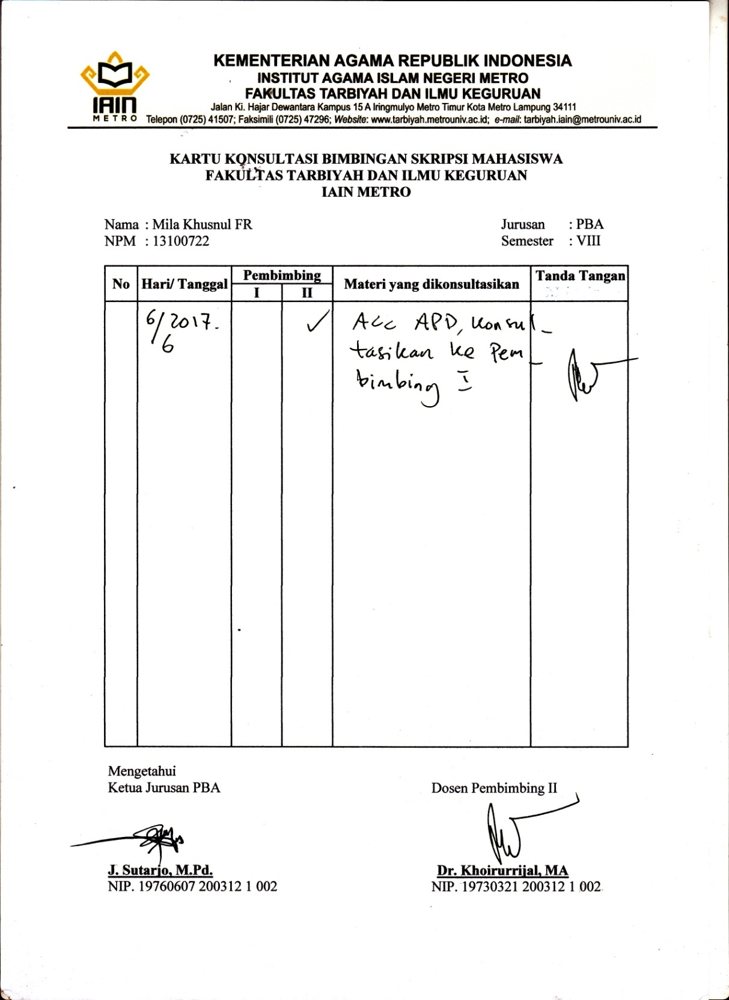 KEMENTERIAN AGAMA REPUBLIK INDONESIA
INSTITUT AGAMA ISLAM NEGERI METRO
FAKULTAS TARBIYAH DAN ILMU KEGURUAN
Jalan Ki. Hajar Dewantara Kampus 15 A Iringmulyo Metro Timur Kota Metro Lampung 34111
Telepon (0725) 41507; Faksimili (0725) 47296; Website: www.tarbiyah.metrouniv.ac.id; e-mail: tarbiyah.iain@metrouniv.ac.id
IAIN
METRO
KARTU KONSULTASI BIMBINGAN SKRIPSI MAHASISWA
FAKULTAS TARBIYAH DAN ILMU KEGURUAN
IAIN METRO
Nama : Mila Khusnul FR
NPM : 13100722
Jurusan : PBA
Semester : VIII
No Hari/ Tanggal Pembimbing Materi yang dikonsultasikan Tanda Tangan
I II
6/2017. ✓ Acc APD, konsul-
6 tasikan ke Pem-
bimbing I
Mengetahui
Ketua Jurusan PBA
J. Sutarjo, M.Pd.
NIP. 19760607 200312 1 002
Dosen Pembimbing II
Dr. Khoirurrijal, MA
NIP. 19730321 200312 1 002